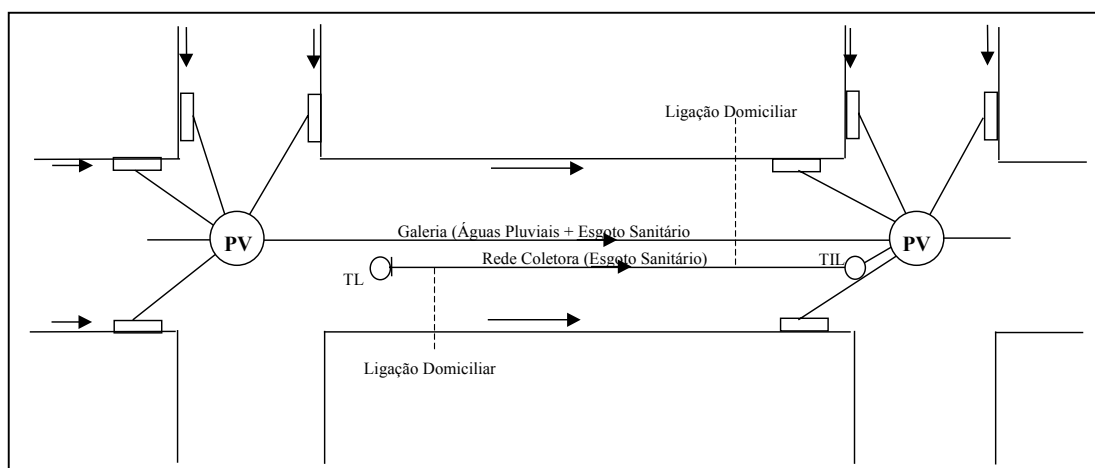 Ligação Domiciliar
PV
Galeria (Águas Pluviais + Esgoto Sanitário
PV
TL
Rede Coletora (Esgoto Sanitário)
TIL
Ligação Domiciliar